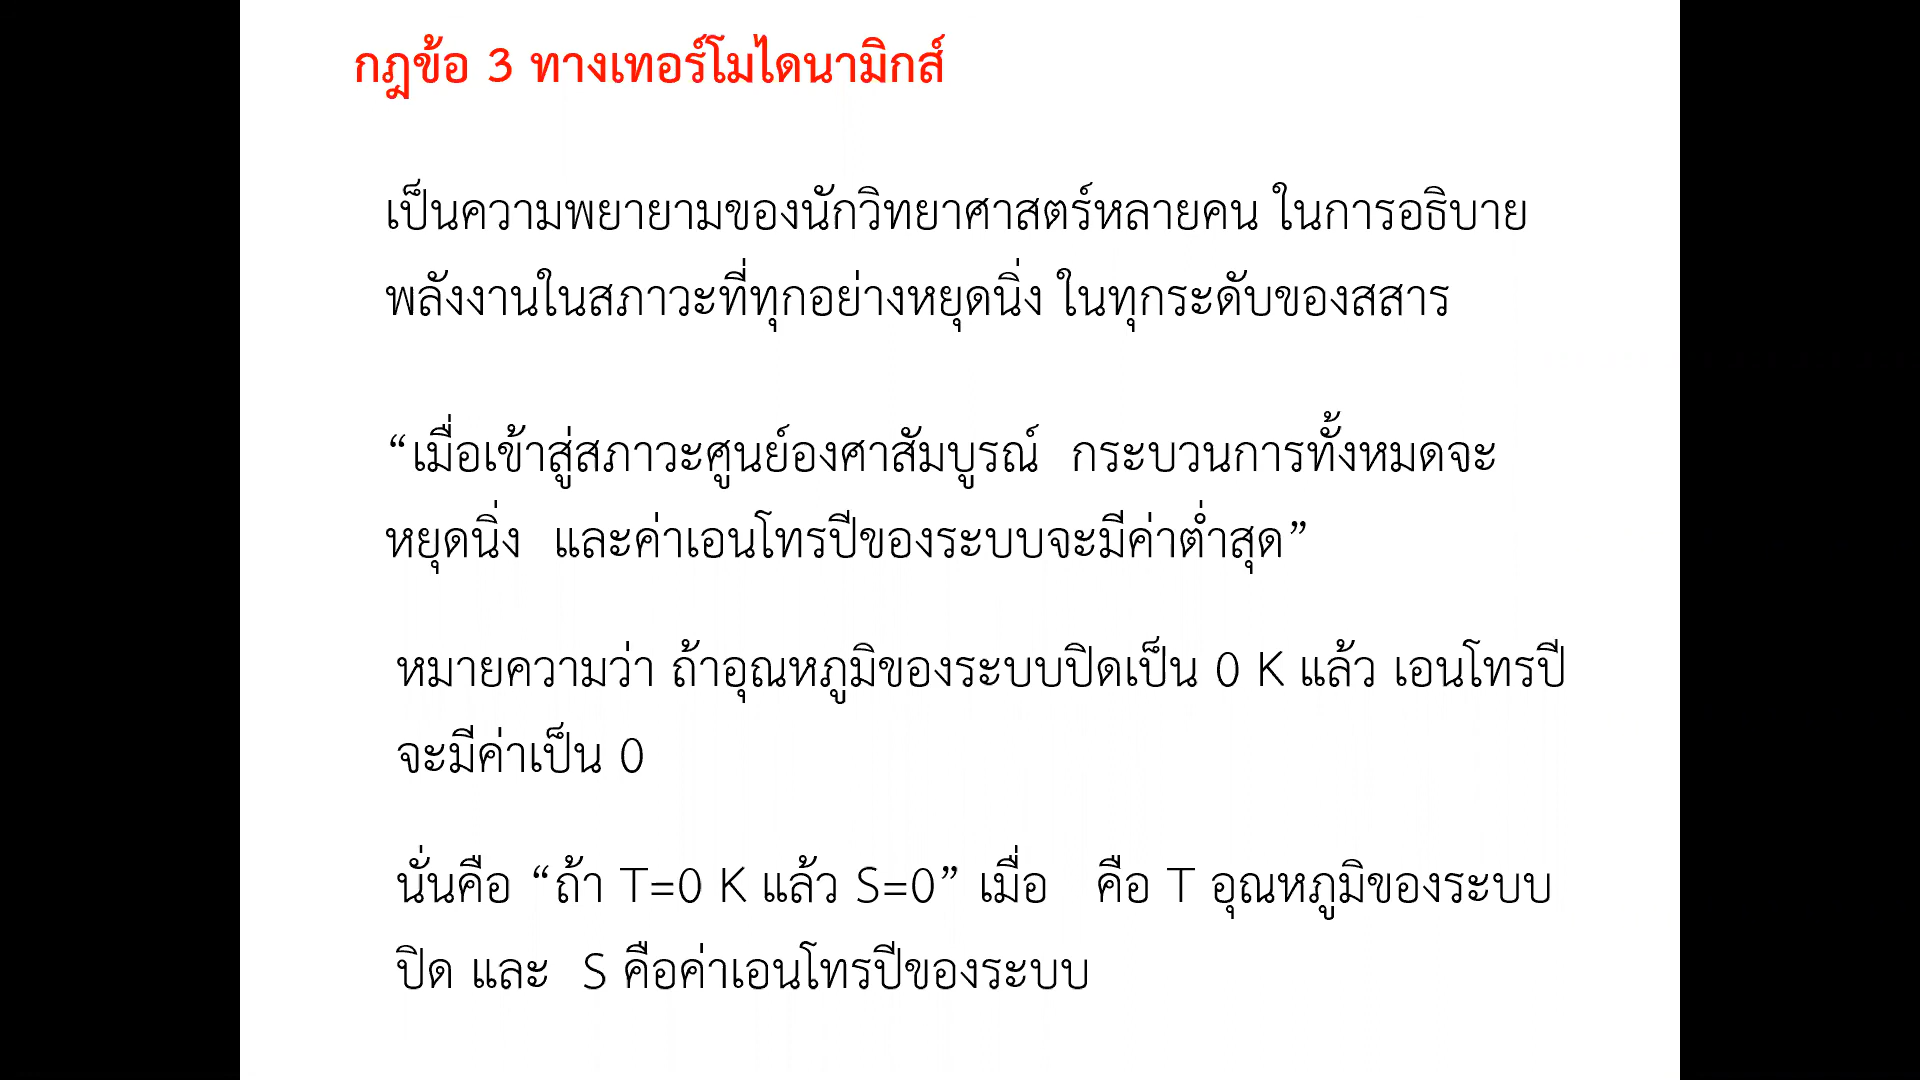 กฎข้อ 3 ทางเทอร์โมไดนามิกส์
เป็นความพยายามของนักวิทยาศาสตร์หลายคน ในการอธิบาย
พลังงานในสภาวะที่ทุกอย่างหยุดนิ่ง ในทุกระดับของสสาร
“เมื่อเข้าสู่สภาวะศูนย์องศาสัมบูรณ์ กระบวนการทั้งหมดจะ
หยุดนิ่ง และค่าเอนโทรปีของระบบจะมีค่าต่ำสุด”
หมายความว่า ถ้าอุณหภูมิของระบบปิดเป็น 0 K แล้ว เอนโทรปี
จะมีค่าเป็น 0
นั่นคือ “ถ้า T=0 K แล้ว S=0” เมื่อ คือ T อุณหภูมิของระบบ
ปิด และ S คือค่าเอนโทรปีของระบบ